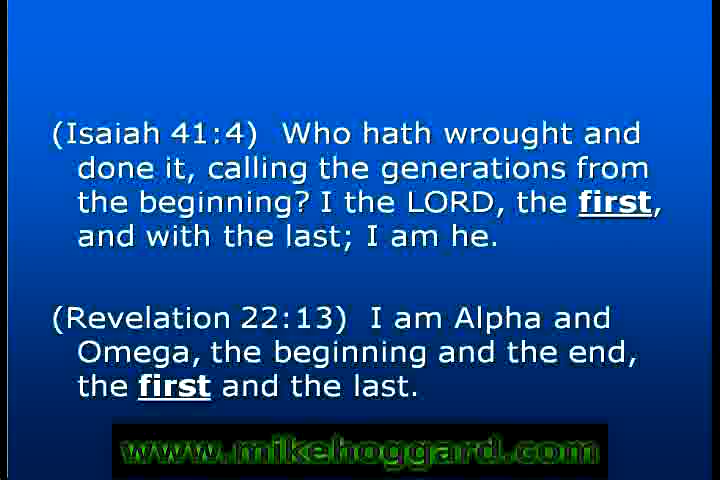 (Isaiah 41:4)  Who hath wrought and
done it, calling the generations from
the beginning? I the LORD, the first,
and with the last; I am he.
(Revelation 22:13)  I am Alpha and
Omega, the beginning and the end,
the first and the last.
www.mikehoggard.com